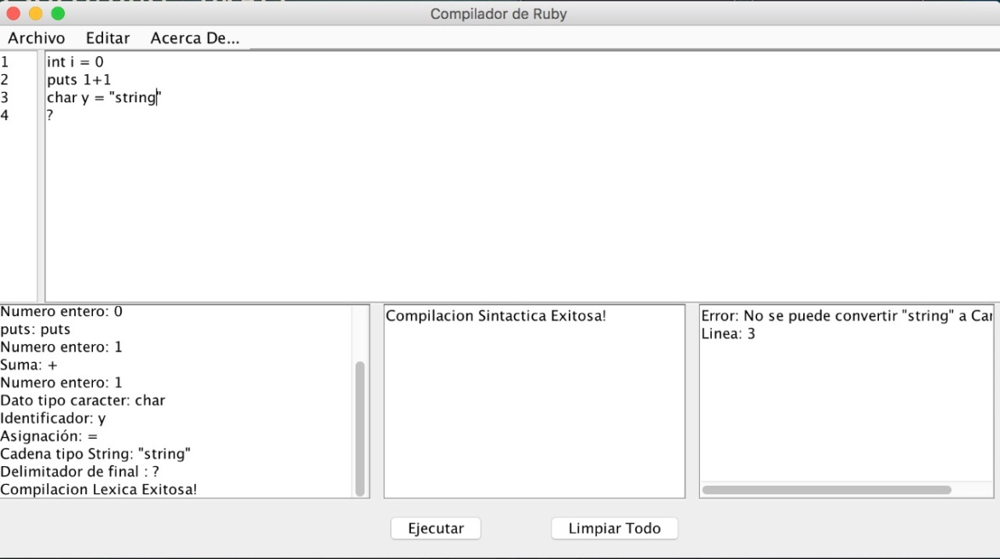 Compilador de Ruby
Archivo Editar Acerca De...
1 int i = 0
2 puts 1+1
3 char y = "string"
4 ?
Numero entero: 0
puts: puts
Numero entero: 1
Suma: +
Numero entero: 1
Dato tipo caracter: char
Identificador: y
Asignación: =
Cadena tipo String: "string"
Delimitador de final : ?
Compilacion Lexica Exitosa!
Compilacion Sintactica Exitosa!
Error: No se puede convertir "string" a
Linea: 3
Ejecutar Limpiar Todo